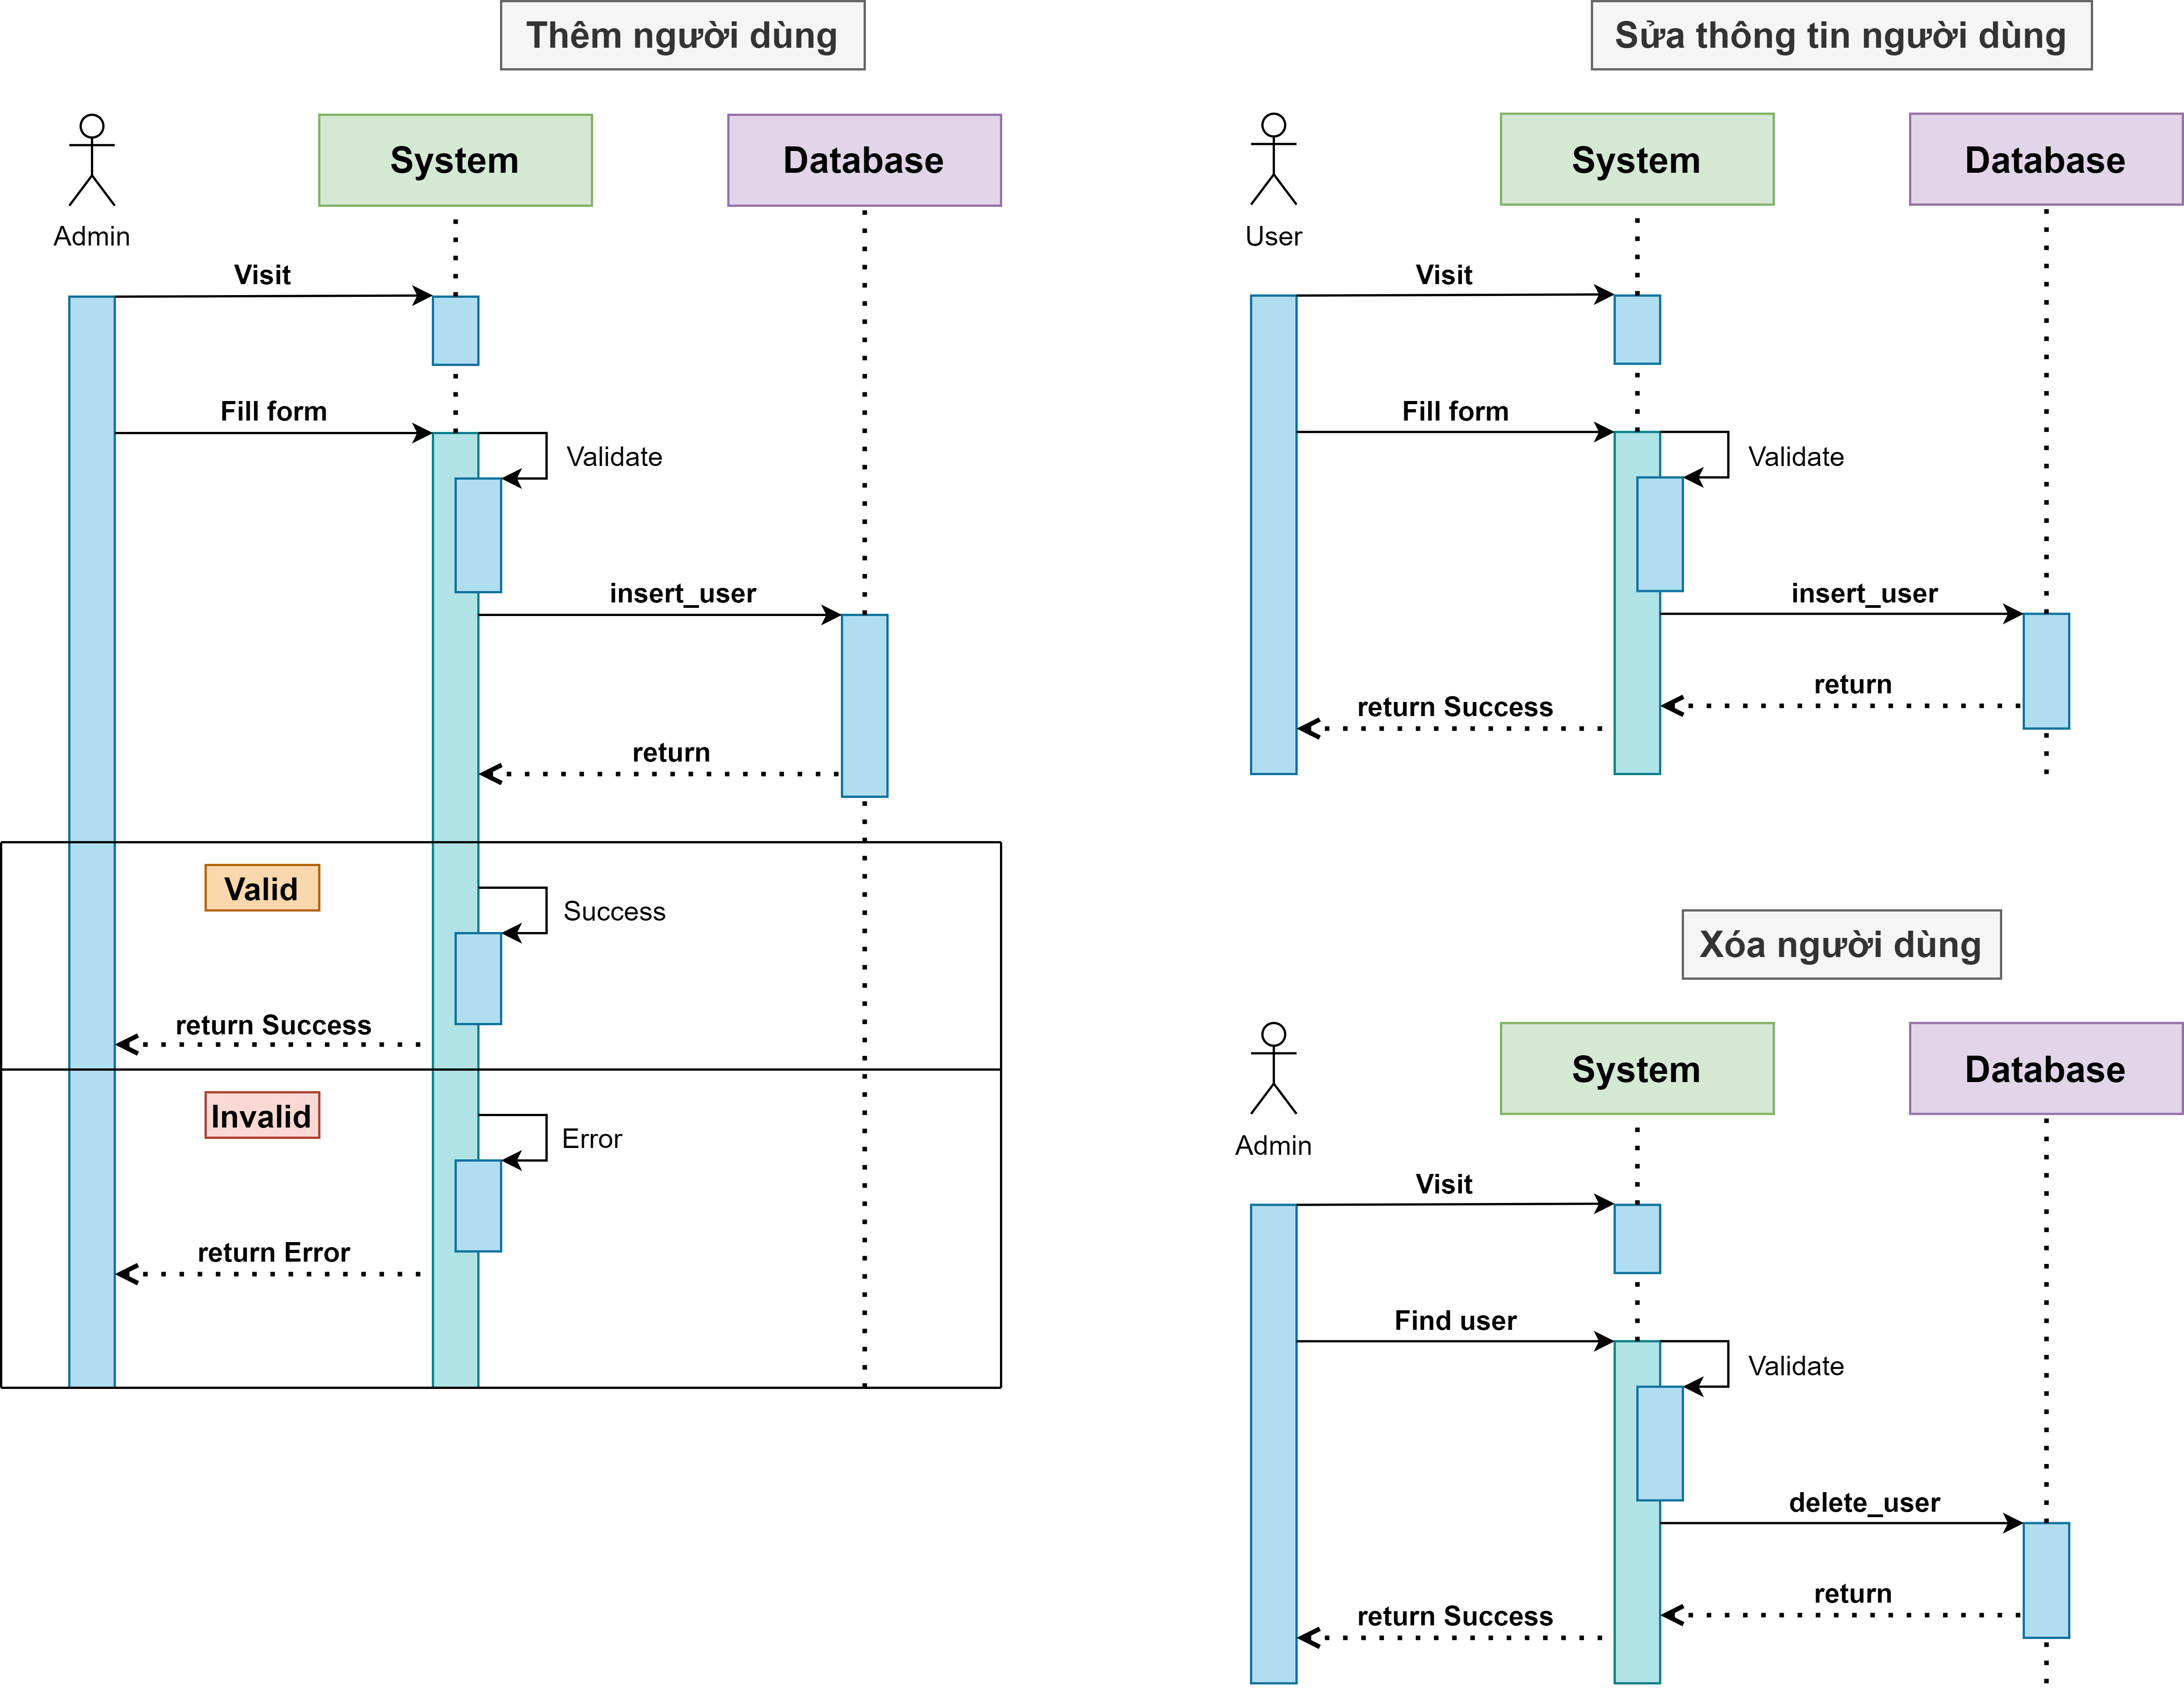 Thêm người dùng
System
Database
Admin
Visit
Fill form
Validate
insert_user
return
Valid
Success
return Success
Invalid
Error
return Error
Sửa thông tin người dùng
System
Database
User
Visit
Fill form
Validate
insert_user
return
return Success
Xóa người dùng
System
Database
Admin
Visit
Find user
Validate
delete_user
return
return Success